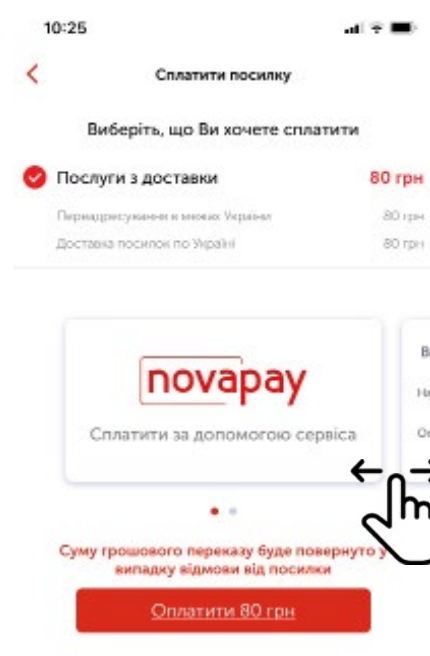 10:25
Сплатити посилку
Виберіть, що Ви хочете сплатити
Послуги з доставки 80 грн
Переадресування в межах України 80 грн
Доставка посилок по Україні 80 грн
novapay
Сплатити за допомогою сервіса
Суму грошового переказу буде повернуто у
випадку відмови від посилки
Оплатити 80 грн